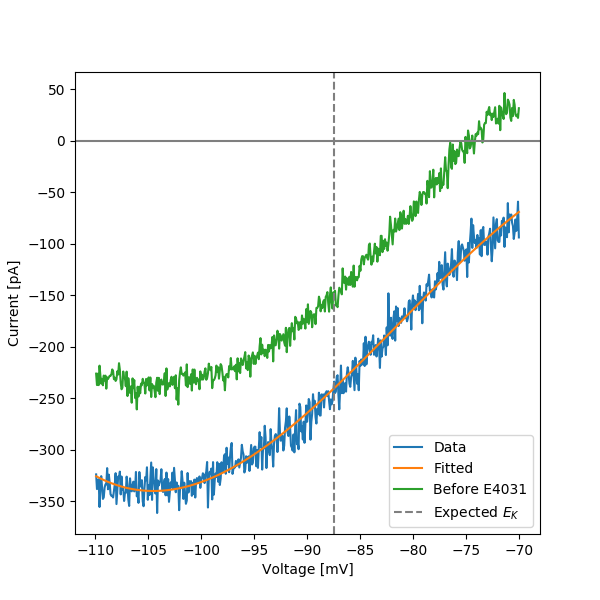 50
0
−50
−100
−150
−200
−250
−300
−350
Current [pA]
Data
Fitted
Before E4031
Expected $E_K$
−110 −105 −100 −95 −90 −85 −80 −75 −70
Voltage [mV]